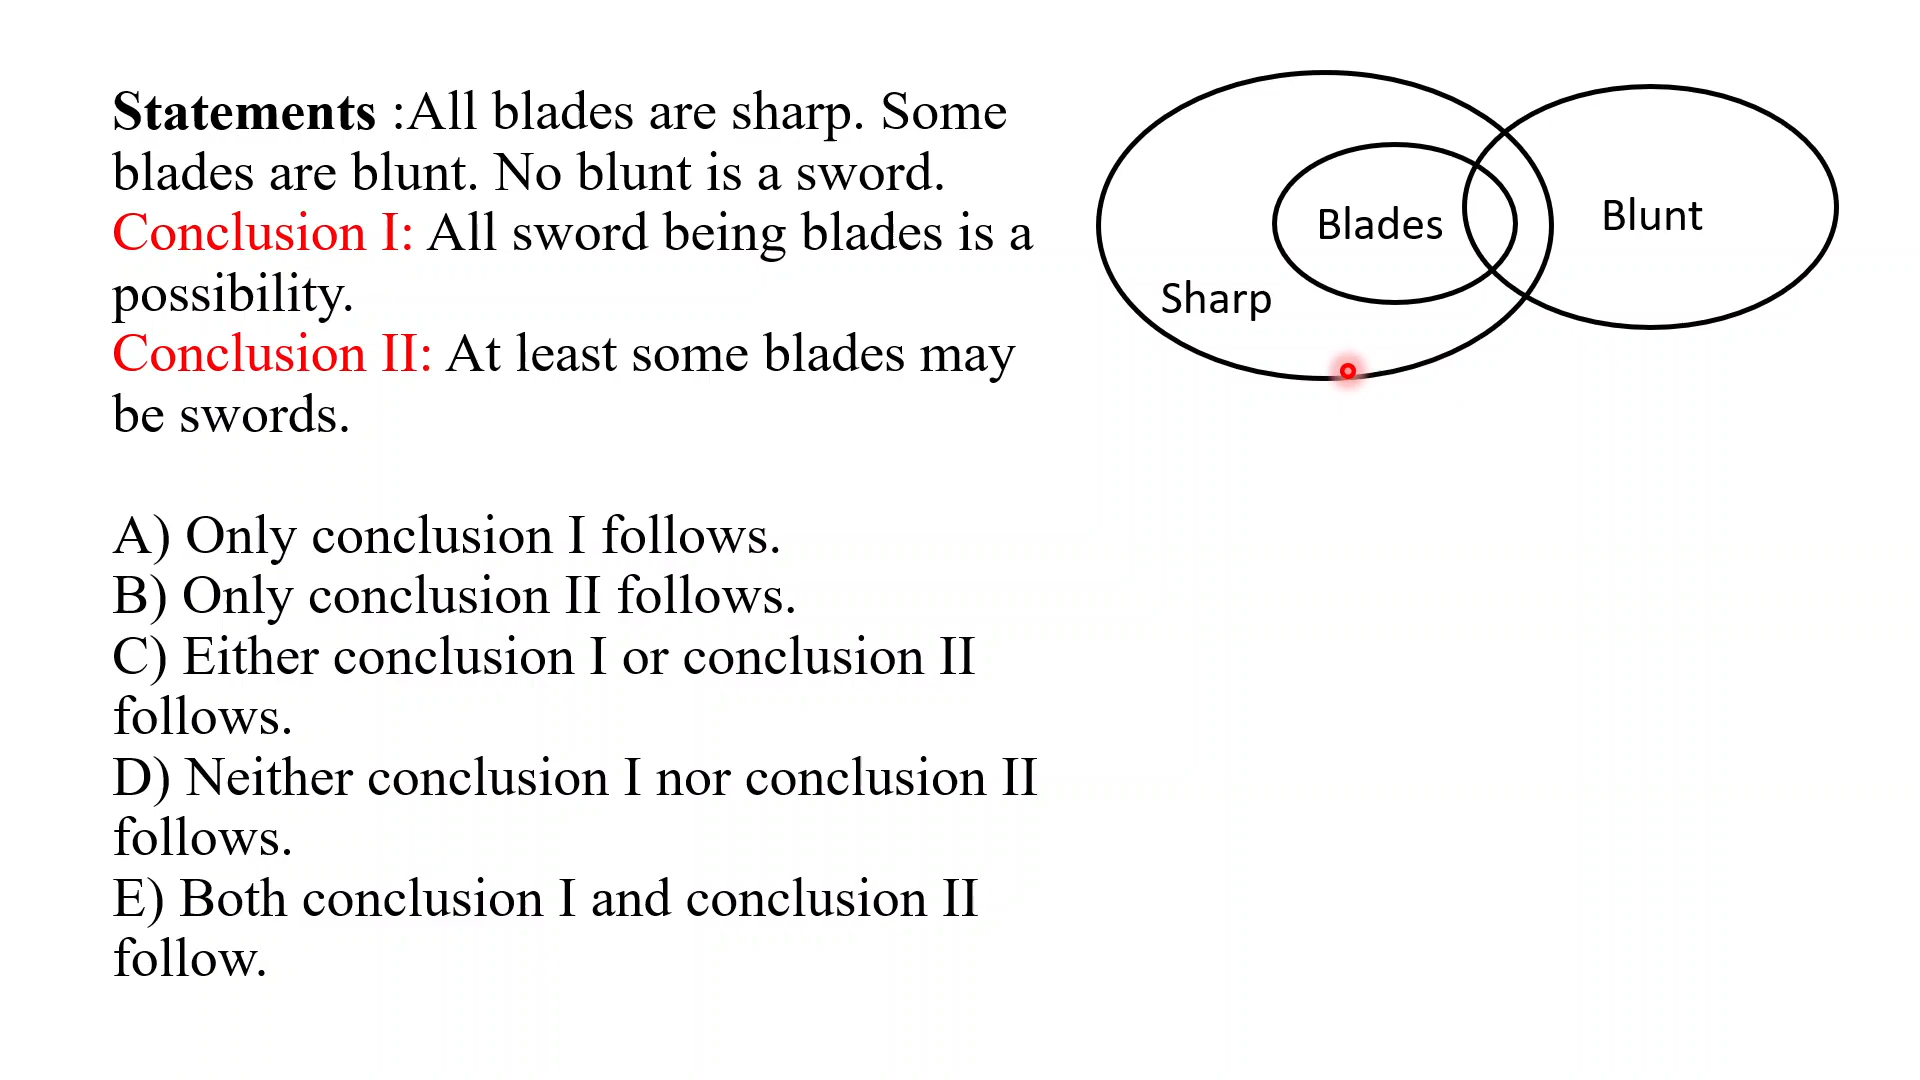 Statements :All blades are sharp. Some
blades are blunt. No blunt is a sword.
Conclusion I: All sword being blades is a
possibility.
Conclusion II: At least some blades may
be swords.
A) Only conclusion I follows.
B) Only conclusion II follows.
C) Either conclusion I or conclusion II
follows.
D) Neither conclusion I nor conclusion II
follows.
E) Both conclusion I and conclusion II
follow.
Blades
Blunt
Sharp